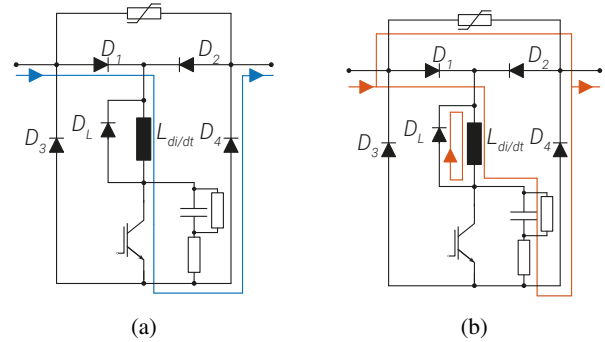 D1 D2
DL
Ldi/dt
D3 D4
D1 D2
DL
Ldi/dt
D3 D4
(a) (b)